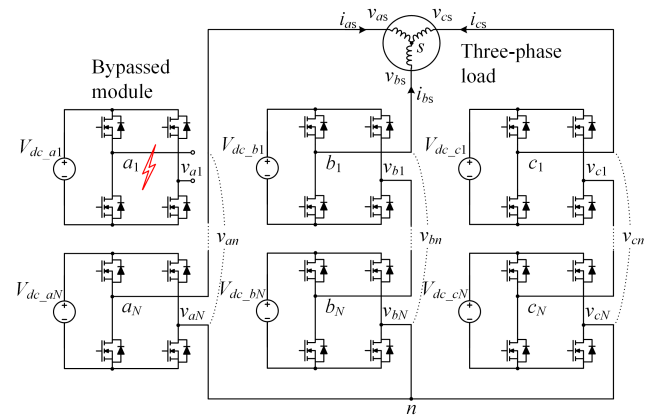 i_as v_as v_cs i_cs
s
Bypassed
module
v_bs
Three-phase
load
i_bs
V_dc_a1 a_1 v_a1
V_dc_b1 b_1 v_b1
V_dc_c1 c_1 v_c1
v_an v_bn v_cn
V_dc_aN a_N v_aN
V_dc_bN b_N v_bN
V_dc_cN c_N v_cN
n